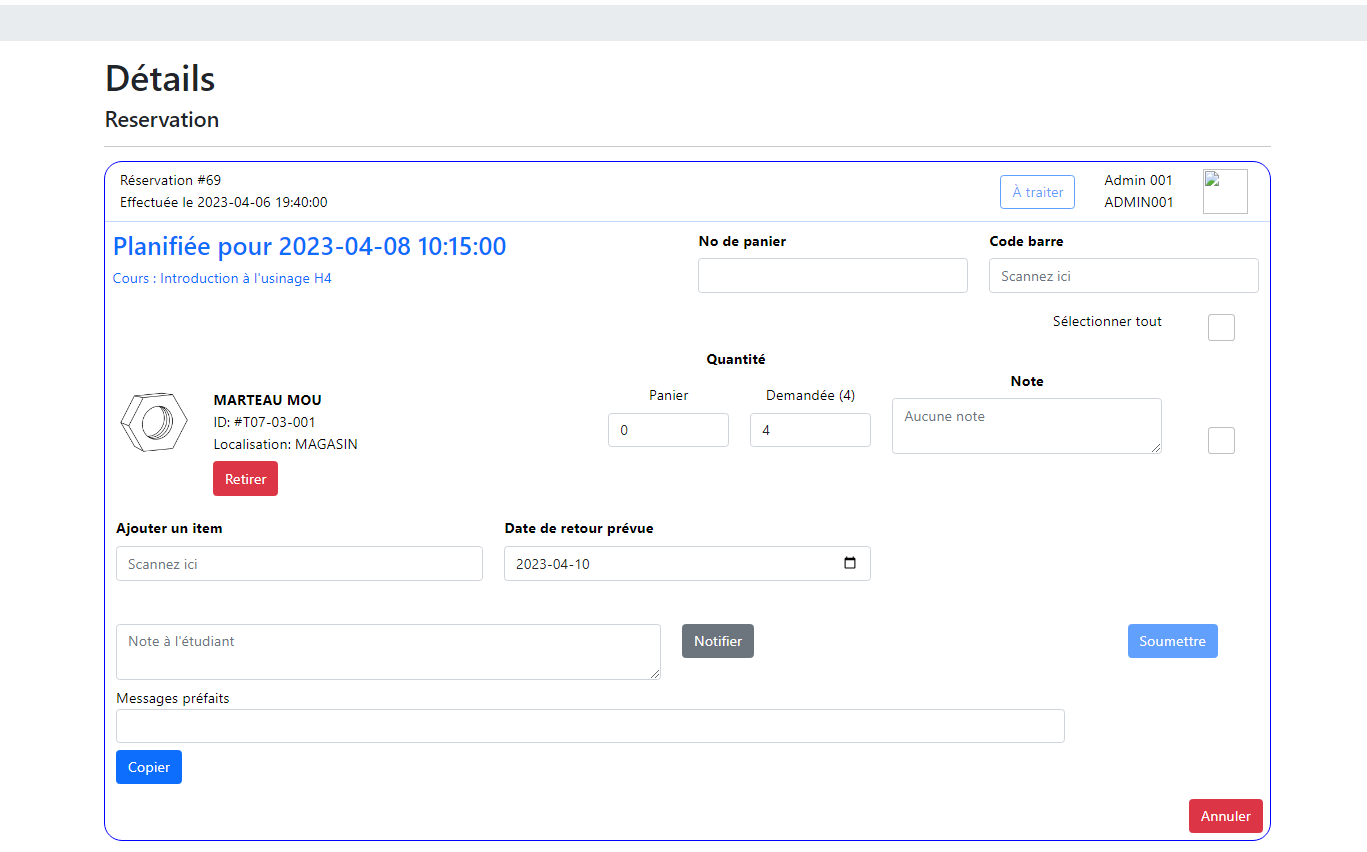 Détails
Reservation
Réservation #69
Effectuée le 2023-04-06 19:40:00
À traiter
Admin 001
ADMIN001
Planifiée pour 2023-04-08 10:15:00
Cours : Introduction à l'usinage H4
No de panier
Code barre
Scannez ici
Sélectionner tout
Quantité
Panier
Demandée (4)
Note
MARTEAU MOU
ID: #T07-03-001
Localisation: MAGASIN
0
4
Aucune note
Retirer
Ajouter un item
Date de retour prévue
Scannez ici
2023-04-10
Note à l'étudiant
Notifier
Soumettre
Messages préfaits
Copier
Annuler